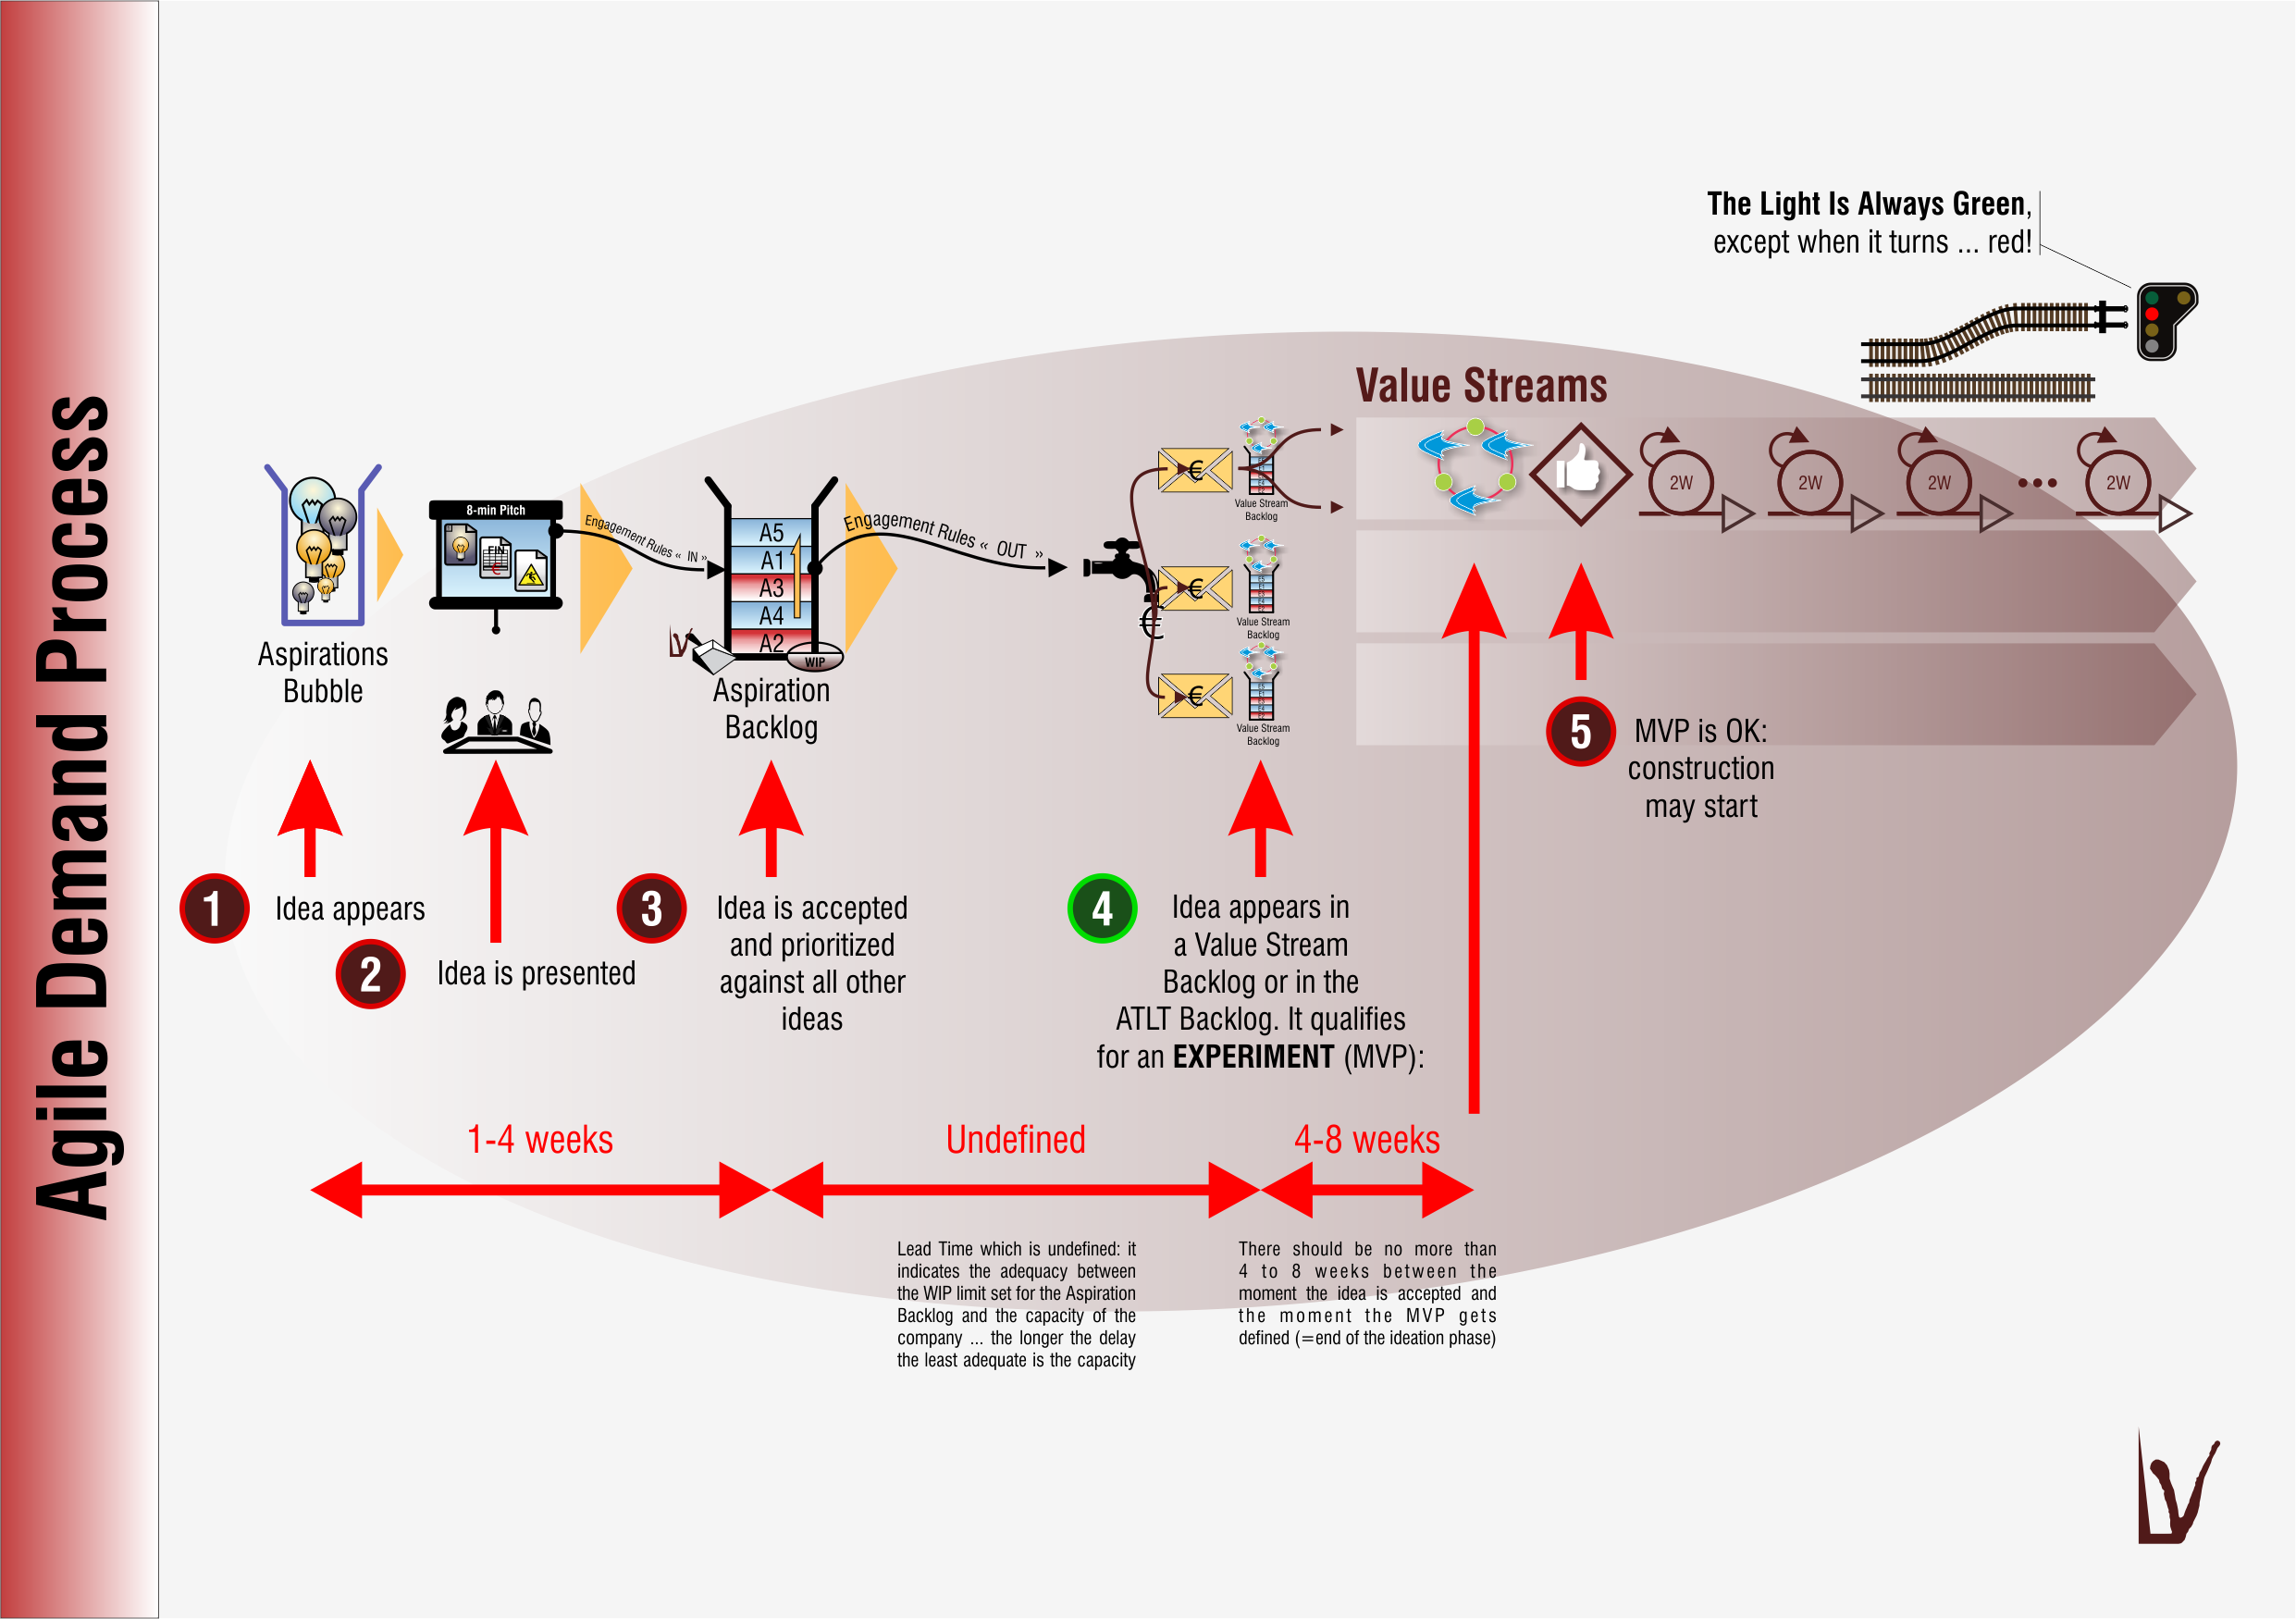 Agile Demand Process
The Light Is Always Green,
except when it turns ... red!
Value Streams
8-min Pitch
FIN
€
Engagement Rules « IN »
A5
A1
A3
A4
A2
WIP
Engagement Rules « OUT »
€
€
€
€
Value Stream
Backlog
Value Stream
Backlog
Value Stream
Backlog
2W
2W
2W
...
2W
Aspirations
Bubble
Aspiration
Backlog
1
Idea appears
2
Idea is presented
3
Idea is accepted
and prioritized
against all other
ideas
4
Idea appears in
a Value Stream
Backlog or in the
ATLT Backlog. It qualifies
for an EXPERIMENT (MVP):
5
MVP is OK:
construction
may start
1-4 weeks
Undefined
4-8 weeks
Lead Time which is undefined: it
indicates the adequacy between
the WIP limit set for the Aspiration
Backlog and the capacity of the
company ... the longer the delay
the least adequate is the capacity
There should be no more than
4 to 8 weeks between the
moment the idea is accepted and
the moment the MVP gets
defined (=end of the ideation phase)
LV